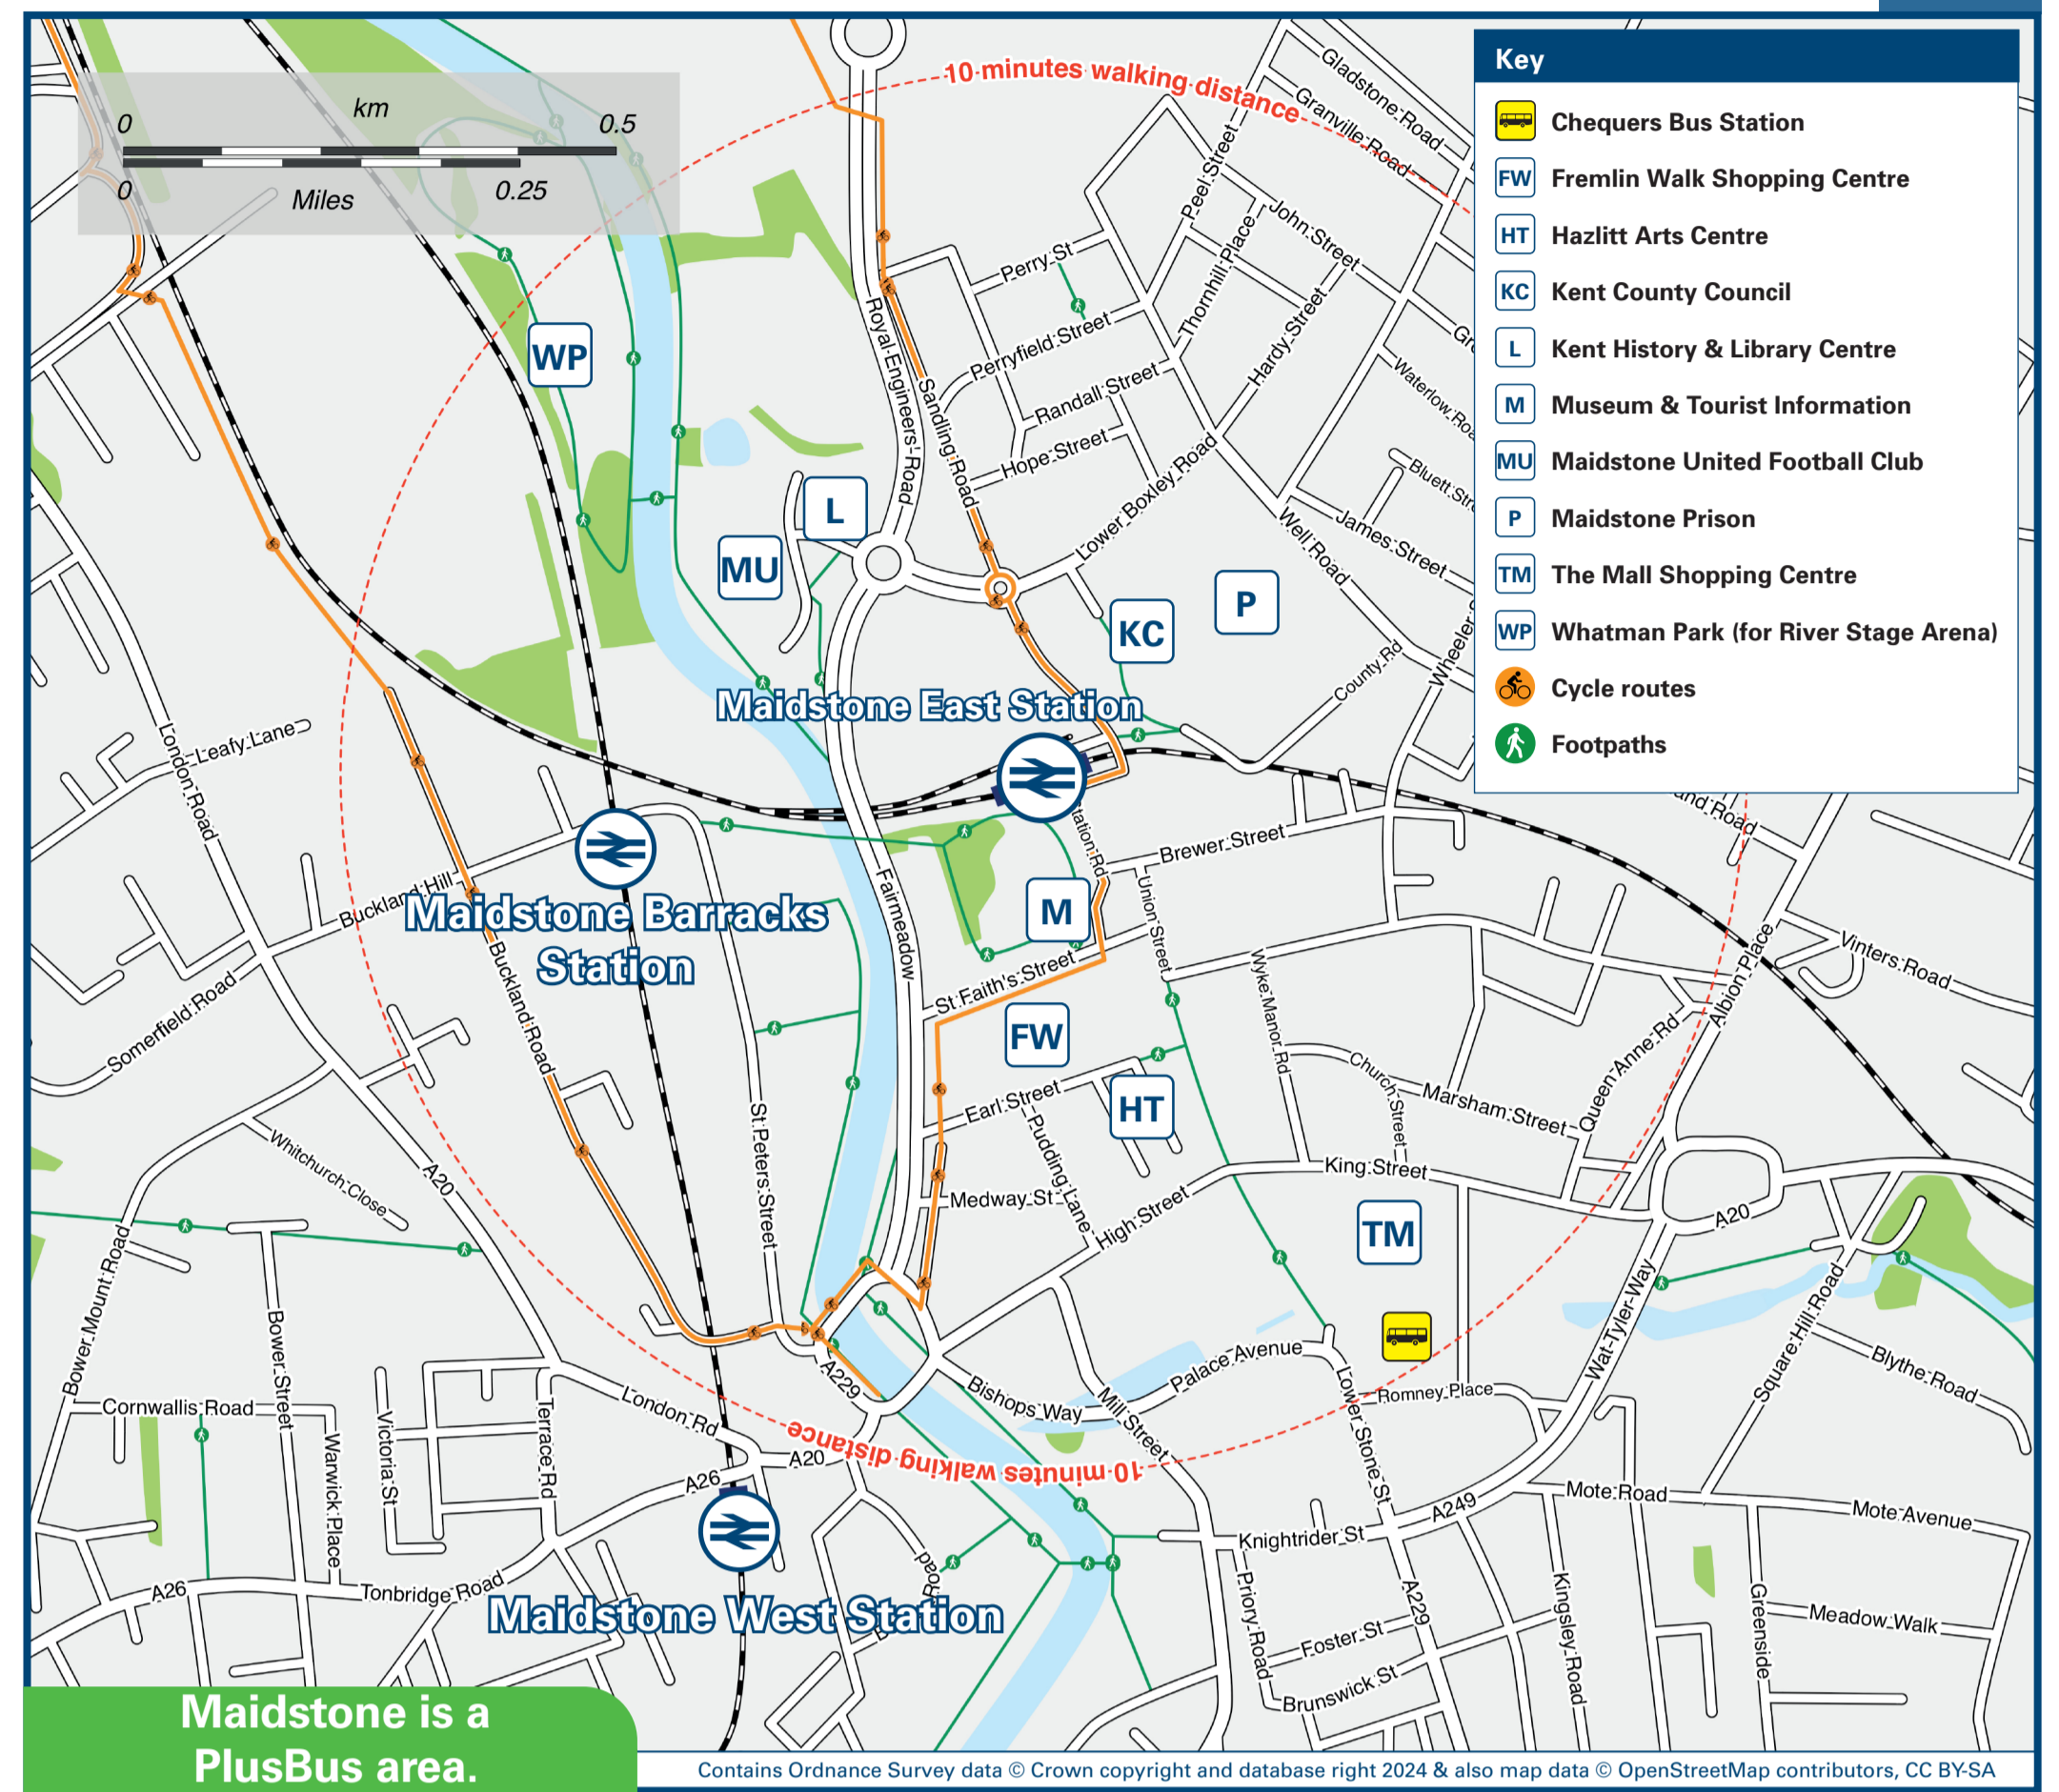 km
0
0.5
0
0.25
Miles
10 minutes walking distance
Key
Chequers Bus Station
FW
Fremlin Walk Shopping Centre
HT
Hazlitt Arts Centre
KC
Kent County Council
L
Kent History & Library Centre
M
Museum & Tourist Information
MU
Maidstone United Football Club
P
Maidstone Prison
TM
The Mall Shopping Centre
WP
Whatman Park (for River Stage Arena)
Cycle routes
Footpaths
Gladstone Road
Granville Road
Peel Street
John Street
Thornhill Place
Perry St
Perryfield Street
Hardy Street
Randall Street
Hope Street
Royal Engineers' Road
Sandling Road
Lower Boxley Road
Well Road
James Street
County Rd
WP
L
MU
KC
P
Maidstone East Station
London Road
Leafy Lane
Brewer Street
Buckland Hill
Maidstone Barracks
Station
Fairmeadow
M
Union Street
St Faith's Street
Wyke Manor Rd
Albion Place
Vinters Road
Somerfield Road
Buckland Road
FW
HT
Earl Street
Church Street
Marsham Street
Queen Anne Rd
Pudding Lane
King Street
Medway St
High Street
St Peters Street
Whitchurch Close
A20
TM
A20
Bower Mount Road
Bower Street
Wat Tyler Way
Square Hill Road
Blythe Road
Palace Avenue
Lower Stone St
Romney Place
A229
Bishops Way
Mill Street
Cornwallis Road
Warwick Place
Victoria St
Terrace Rd
London Rd
A20
A26
10 minutes walking distance
Mote Road
Mote Avenue
A249
Knightrider St
A26
Tonbridge Road
Maidstone West Station
Road
Priory Road
A229
Foster St
Brunswick St
Kingsley Road
Greenside
Meadow Walk
Maidstone is a
PlusBus area.
Contains Ordnance Survey data © Crown copyright and database right 2024 & also map data © OpenStreetMap contributors, CC BY-SA